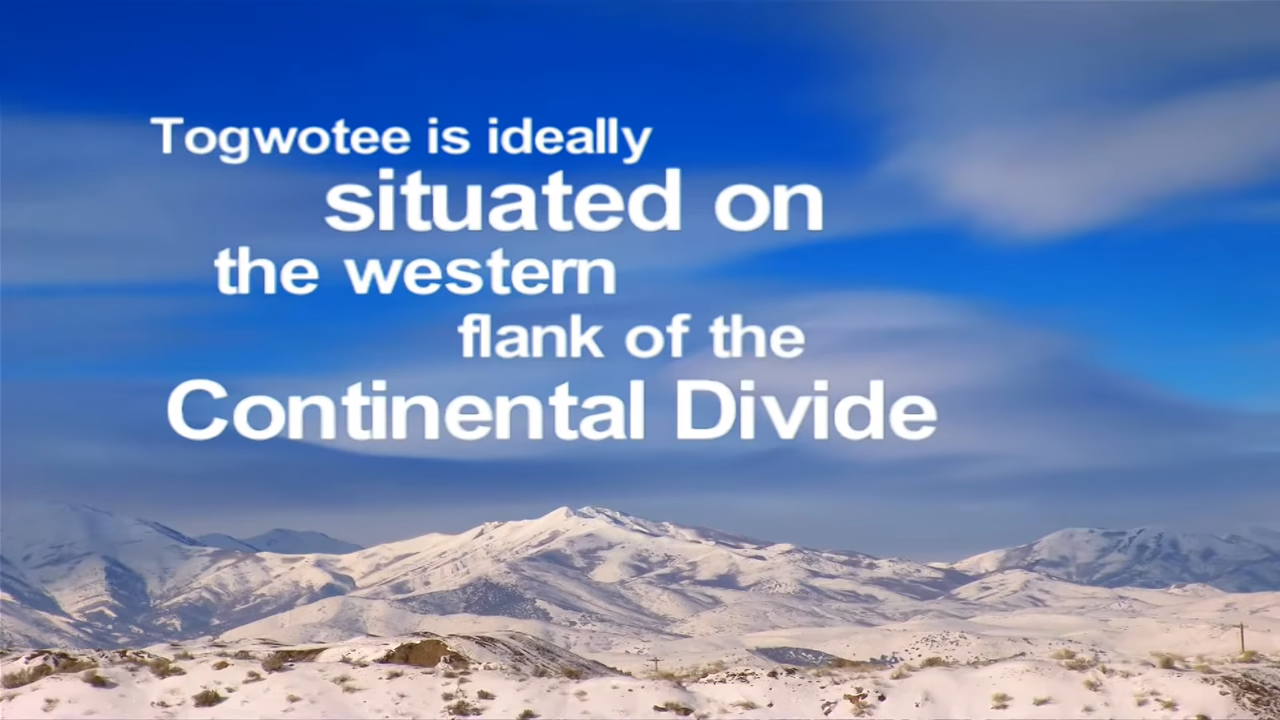 Togwotee is ideally
situated on
the western
flank of the
Continental Divide